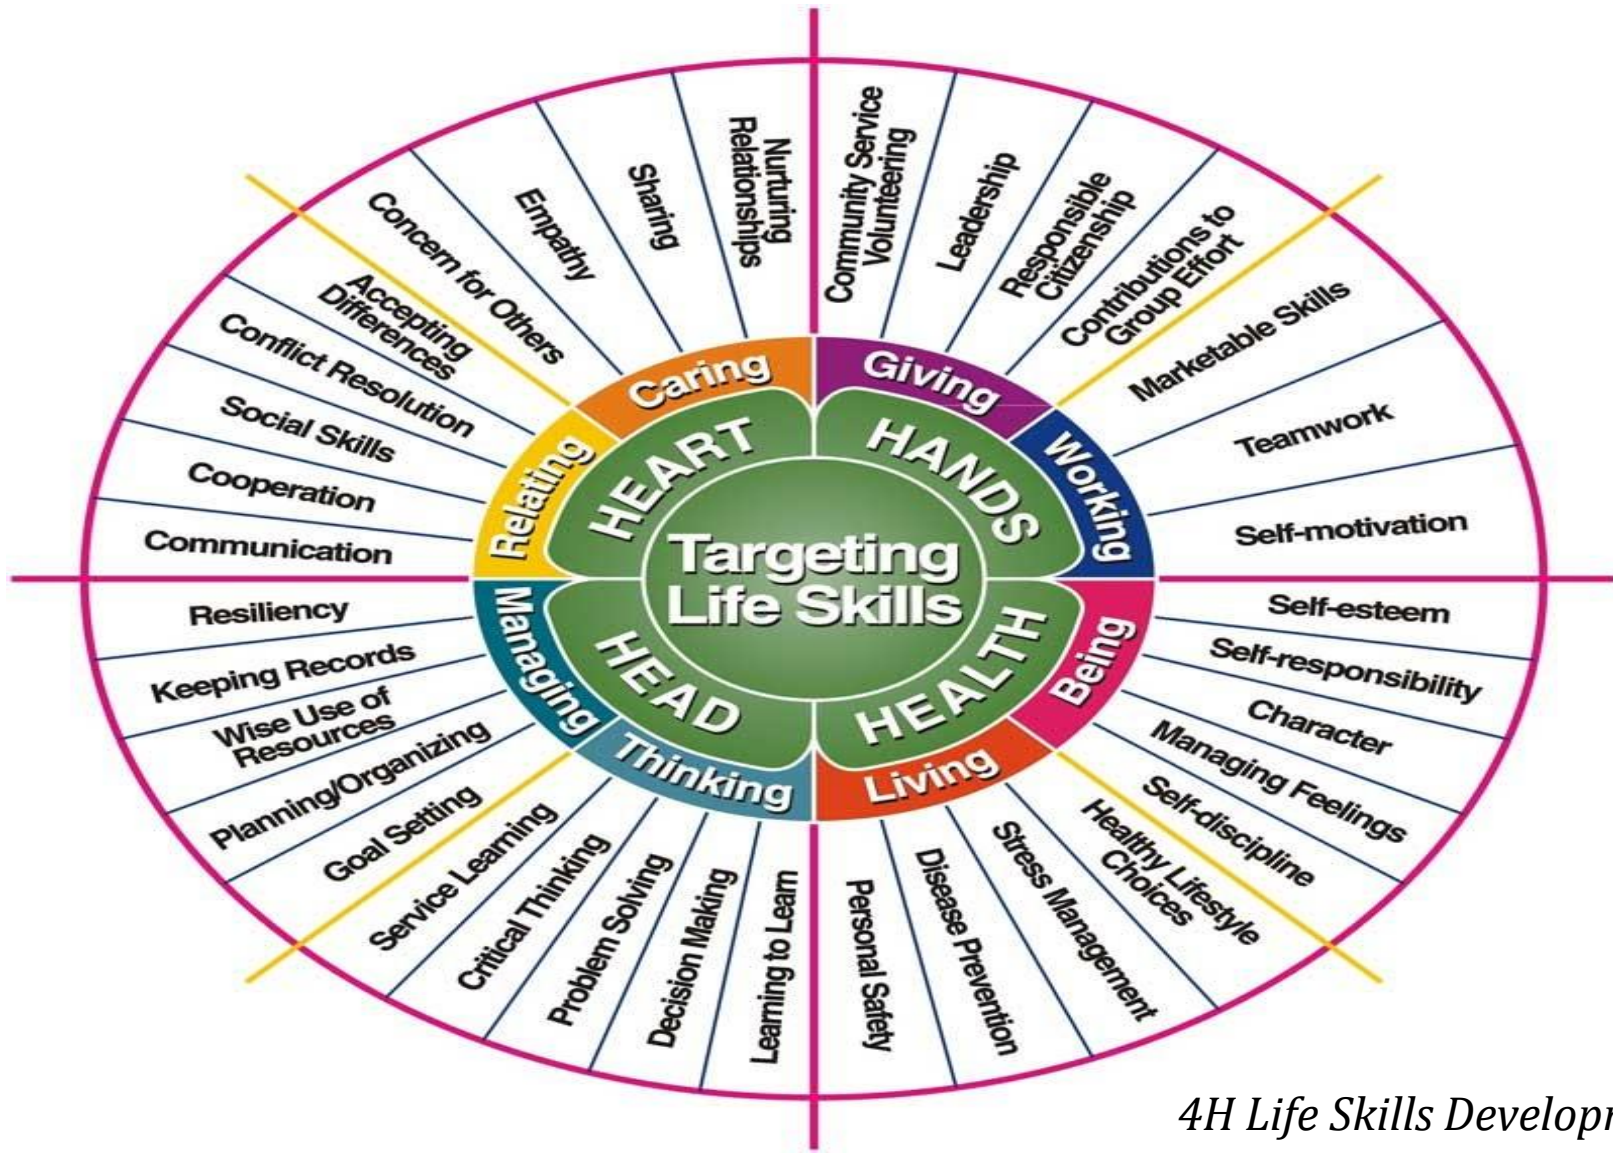 Targeting
Life Skills
HEART
Caring
Concern for Others
Empathy
Sharing
Nurturing
Relationships
HANDS
Giving
Community Service
Volunteering
Leadership
Responsible
Citizenship
Contributions to
Group Effort
Working
Marketable Skills
Teamwork
Self-motivation
HEALTH
Being
Self-esteem
Self-responsibility
Character
Managing Feelings
Self-discipline
Living
Healthy Lifestyle
Choices
Stress Management
Disease Prevention
Personal Safety
HEAD
Thinking
Learning to Learn
Decision Making
Problem Solving
Critical Thinking
Service Learning
Managing
Goal Setting
Planning/Organizing
Wise Use of
Resources
Keeping Records
Resiliency
Relating
Communication
Cooperation
Social Skills
Conflict Resolution
Accepting
Differences
4H Life Skills